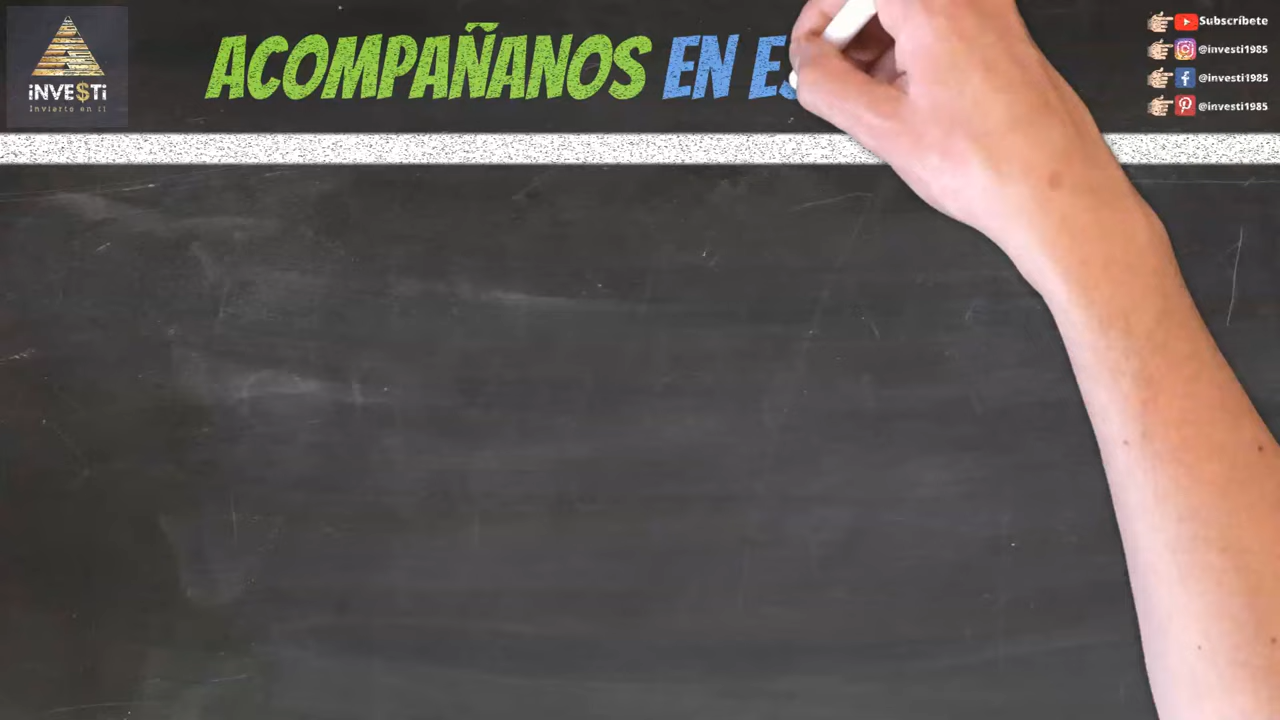 iNVE$Ti
Invierte en ti
ACOMPAÑANOS EN ES
Subscríbete
@investi1985
@investi1985
@investi1985